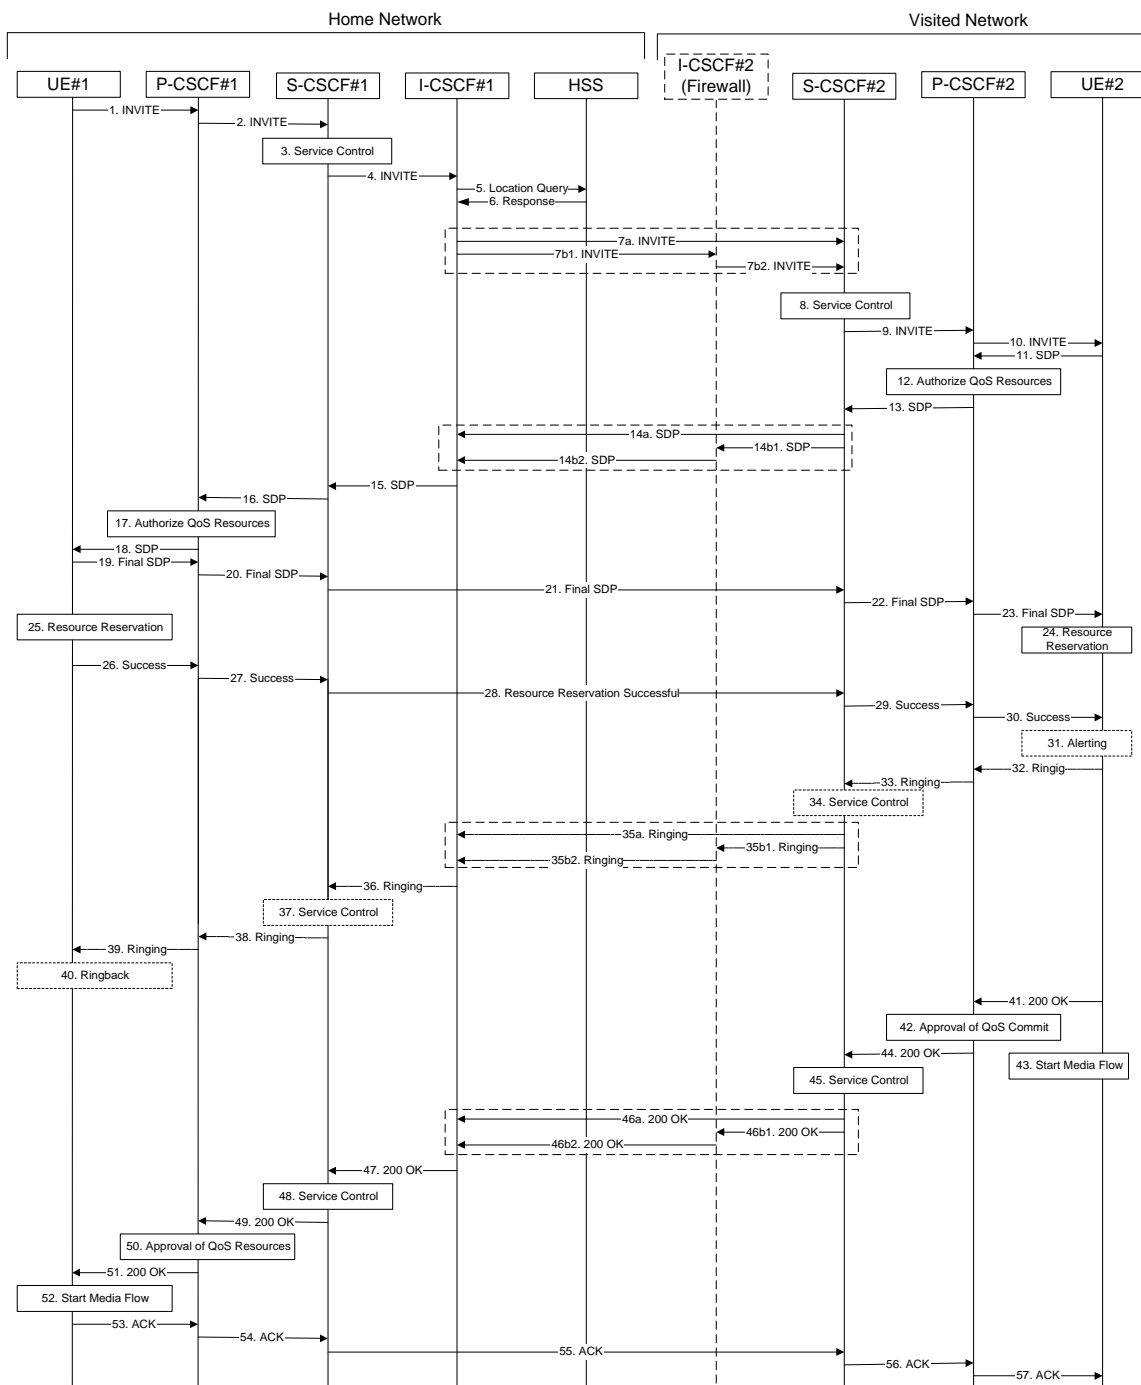 Home Network
Visited Network
UE#1
P-CSCF#1
S-CSCF#1
I-CSCF#1
HSS
I-CSCF#2
(Firewall)
S-CSCF#2
P-CSCF#2
UE#2
1. INVITE
2. INVITE
3. Service Control
4. INVITE
5. Location Query
6. Response
7a. INVITE
7b1. INVITE
7b2. INVITE
8. Service Control
9. INVITE
10. INVITE
11. SDP
12. Authorize QoS Resources
13. SDP
14a. SDP
14b1. SDP
14b2. SDP
15. SDP
16. SDP
17. Authorize QoS Resources
18. SDP
19. Final SDP
20. Final SDP
21. Final SDP
22. Final SDP
23. Final SDP
25. Resource Reservation
24. Resource
Reservation
26. Success
27. Success
28. Resource Reservation Successful
29. Success
30. Success
31. Alerting
32. Ringig
33. Ringing
34. Service Control
35a. Ringing
35b1. Ringing
35b2. Ringing
36. Ringing
37. Service Control
38. Ringing
39. Ringing
40. Ringback
41. 200 OK
42. Approval of QoS Commit
44. 200 OK
43. Start Media Flow
45. Service Control
46a. 200 OK
46b1. 200 OK
46b2. 200 OK
47. 200 OK
48. Service Control
49. 200 OK
50. Approval of QoS Resources
51. 200 OK
52. Start Media Flow
53. ACK
54. ACK
55. ACK
56. ACK
57. ACK